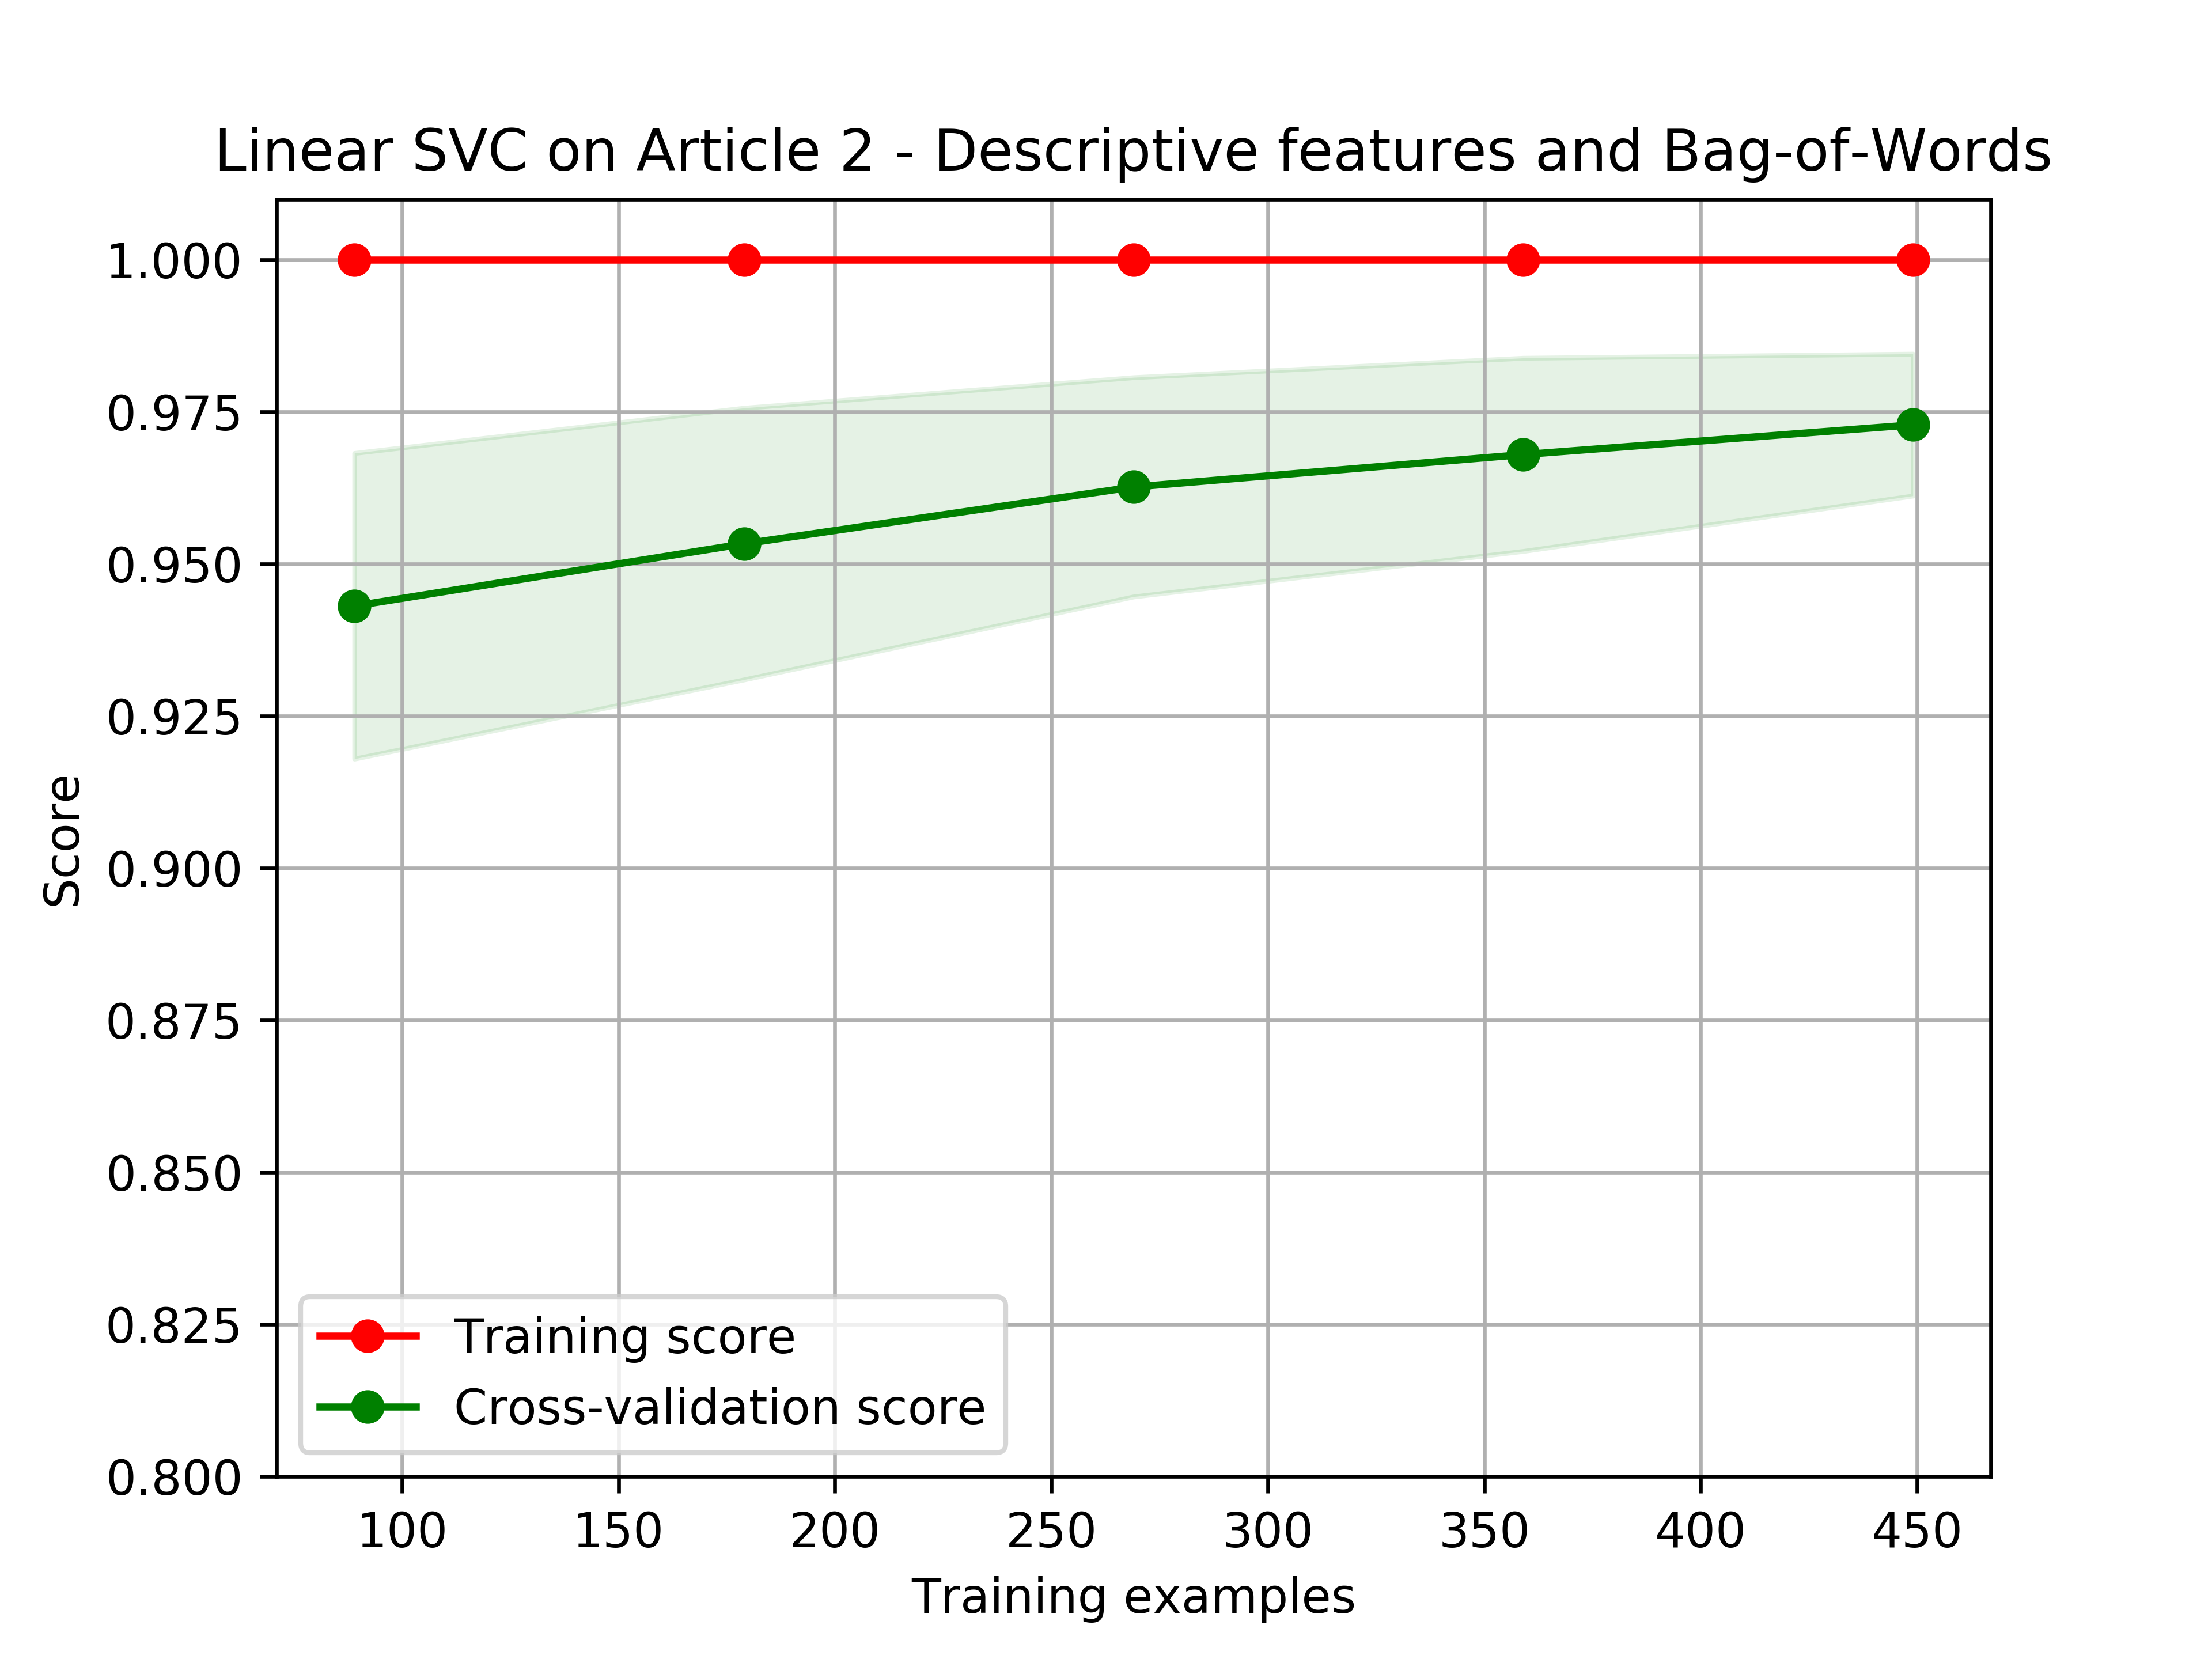 Linear SVC on Article 2 - Descriptive features and Bag-of-Words
1.000
0.975
0.950
0.925
0.900
0.875
0.850
0.825
0.800
Score
Training score
Cross-validation score
100 150 200 250 300 350 400 450
Training examples